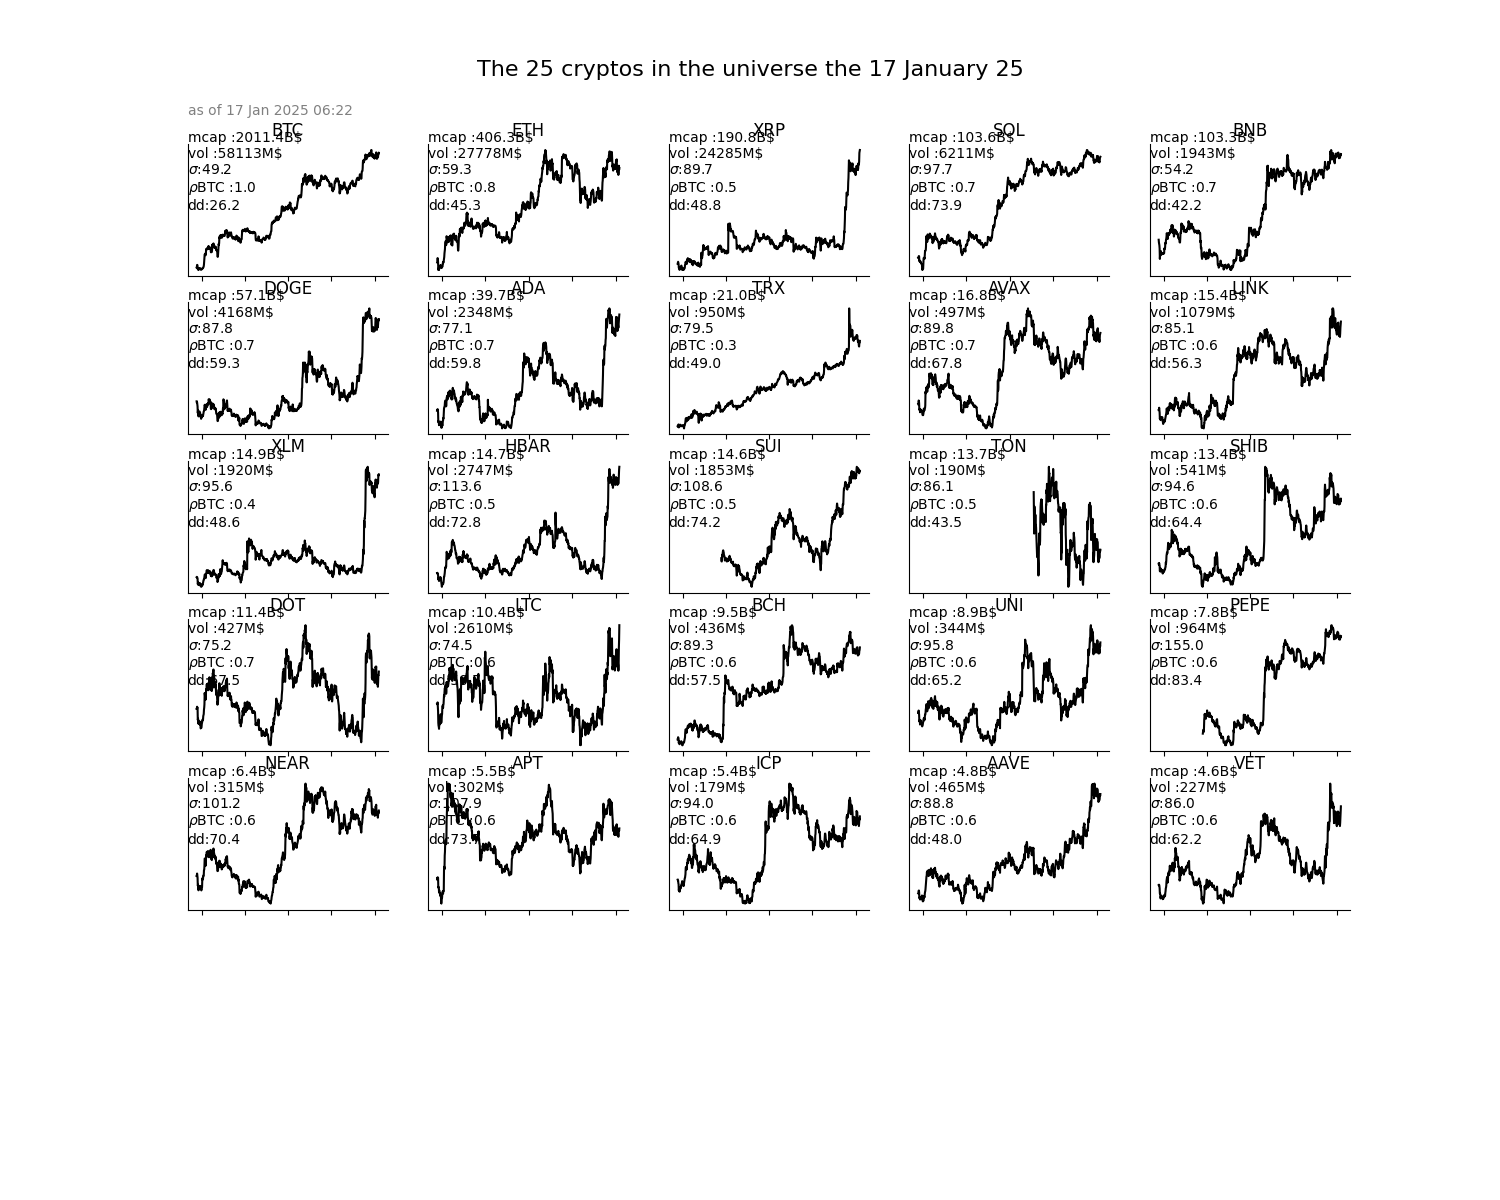 The 25 cryptos in the universe the 17 January 25
as of 17 Jan 2025 06:22
BTC
mcap :2011.4B$
vol :58113M$
σ:49.2
ρBTC :1.0
dd:26.2
ETH
mcap :406.3B$
vol :27778M$
σ:59.3
ρBTC :0.8
dd:45.3
XRP
mcap :190.8B$
vol :24285M$
σ:89.7
ρBTC :0.5
dd:48.8
SOL
mcap :103.6B$
vol :6211M$
σ:97.7
ρBTC :0.7
dd:73.9
BNB
mcap :103.3B$
vol :1943M$
σ:54.2
ρBTC :0.7
dd:42.2
DOGE
mcap :57.1B$
vol :4168M$
σ:87.8
ρBTC :0.7
dd:59.3
ADA
mcap :39.7B$
vol :2348M$
σ:77.1
ρBTC :0.7
dd:59.8
TRX
mcap :21.0B$
vol :950M$
σ:79.5
ρBTC :0.3
dd:49.0
AVAX
mcap :16.8B$
vol :497M$
σ:89.8
ρBTC :0.7
dd:67.8
LINK
mcap :15.4B$
vol :1079M$
σ:85.1
ρBTC :0.6
dd:56.3
XLM
mcap :14.9B$
vol :1920M$
σ:95.6
ρBTC :0.4
dd:48.6
HBAR
mcap :14.7B$
vol :2747M$
σ:113.6
ρBTC :0.5
dd:72.8
SUI
mcap :14.6B$
vol :1853M$
σ:108.6
ρBTC :0.5
dd:74.2
TON
mcap :13.7B$
vol :190M$
σ:86.1
ρBTC :0.5
dd:43.5
SHIB
mcap :13.4B$
vol :541M$
σ:94.6
ρBTC :0.6
dd:64.4
DOT
mcap :11.4B$
vol :427M$
σ:75.2
ρBTC :0.7
LTC
mcap :10.4B$
vol :2610M$
σ:74.5
ρBTC :0.6
BCH
mcap :9.5B$
vol :436M$
σ:89.3
ρBTC :0.6
dd:57.5
UNI
mcap :8.9B$
vol :344M$
σ:95.8
ρBTC :0.6
dd:65.2
PEPE
mcap :7.8B$
vol :964M$
σ:155.0
ρBTC :0.6
dd:83.4
NEAR
mcap :6.4B$
vol :315M$
σ:101.2
ρBTC :0.6
dd:70.4
APT
mcap :5.5B$
vol :302M$
σ:107.9
ρBTC :0.6
ICP
mcap :5.4B$
vol :179M$
σ:94.0
ρBTC :0.6
dd:64.9
AAVE
mcap :4.8B$
vol :465M$
σ:88.8
ρBTC :0.6
dd:48.0
VET
mcap :4.6B$
vol :227M$
σ:86.0
ρBTC :0.6
dd:62.2